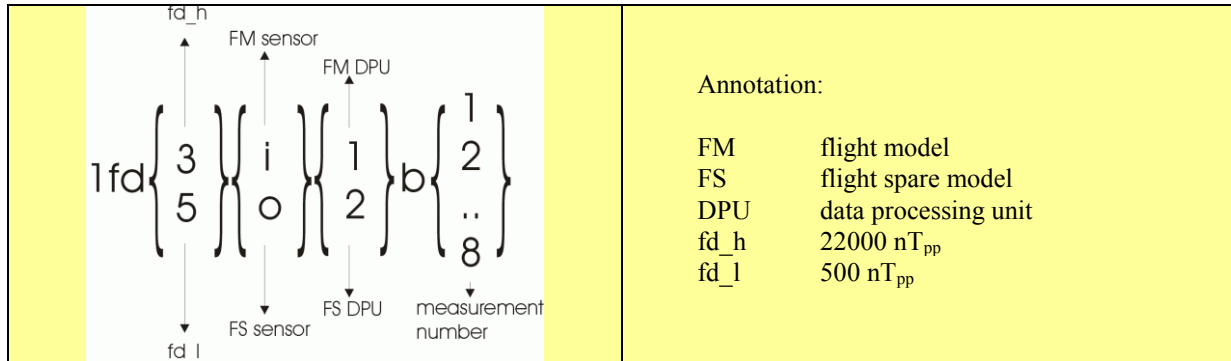 fd_h
FM sensor
FM DPU
1fd { 3 5 } { i o } { 1 2 } b { 1 2 .. 8 }
FS DPU
measurement
number
FS sensor
fd_l
Annotation:
FM flight model
FS flight spare model
DPU data processing unit
fd_h 22000 nTpp
fd_l 500 nTpp